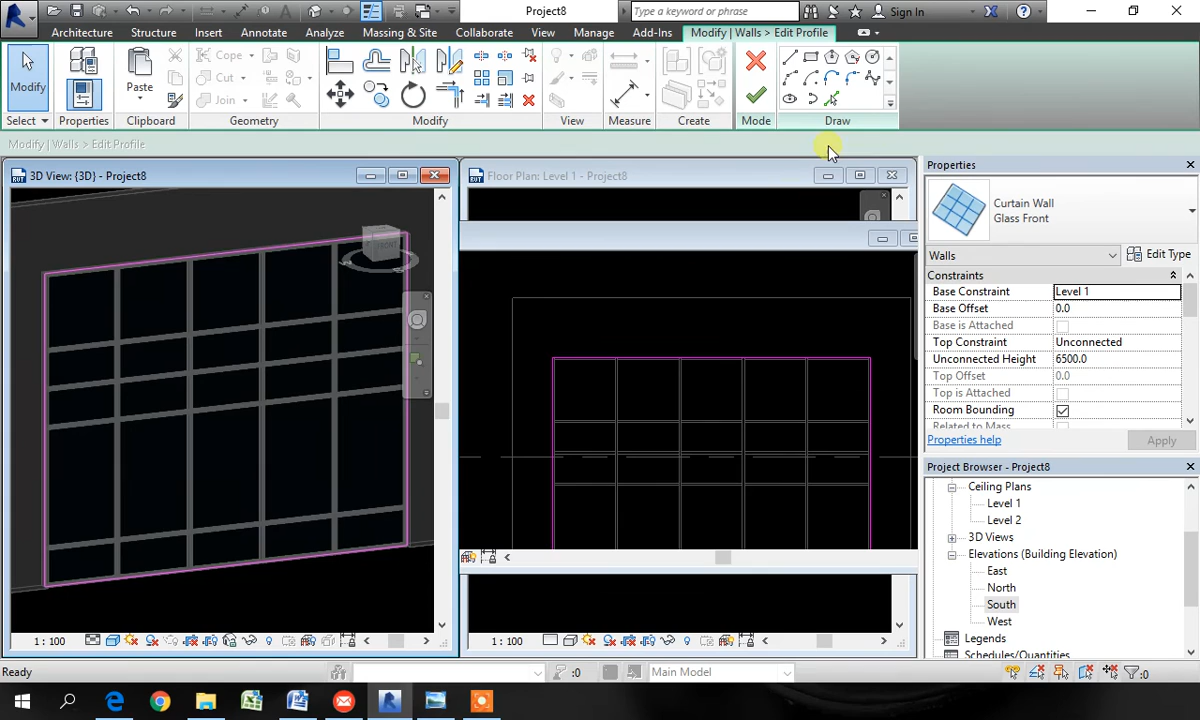 Project8
Type a keyword or phrase
Sign In
Architecture
Structure
Insert
Annotate
Analyze
Massing & Site
Collaborate
View
Manage
Add-Ins
Modify | Walls > Edit Profile
Modify
Paste
Cope
Cut
Join
Select
Properties
Clipboard
Geometry
Modify
View
Measure
Create
Mode
Draw
Modify | Walls > Edit Profile
3D View: {3D} - Project8
Floor Plan: Level 1 - Project8
FRONT
Properties
Curtain Wall
Glass Front
Walls
Edit Type
Constraints
Base Constraint Level 1
Base Offset 0.0
Base is Attached
Top Constraint Unconnected
Unconnected Height 6500.0
Top Offset 0.0
Top is Attached
Room Bounding
Related to Mass
Properties help
Apply
Project Browser - Project8
Ceiling Plans
Level 1
Level 2
3D Views
Elevations (Building Elevation)
East
North
South
West
Legends
Schedules/Quantities
1 : 100
1 : 100
Ready
:0
Main Model
:0